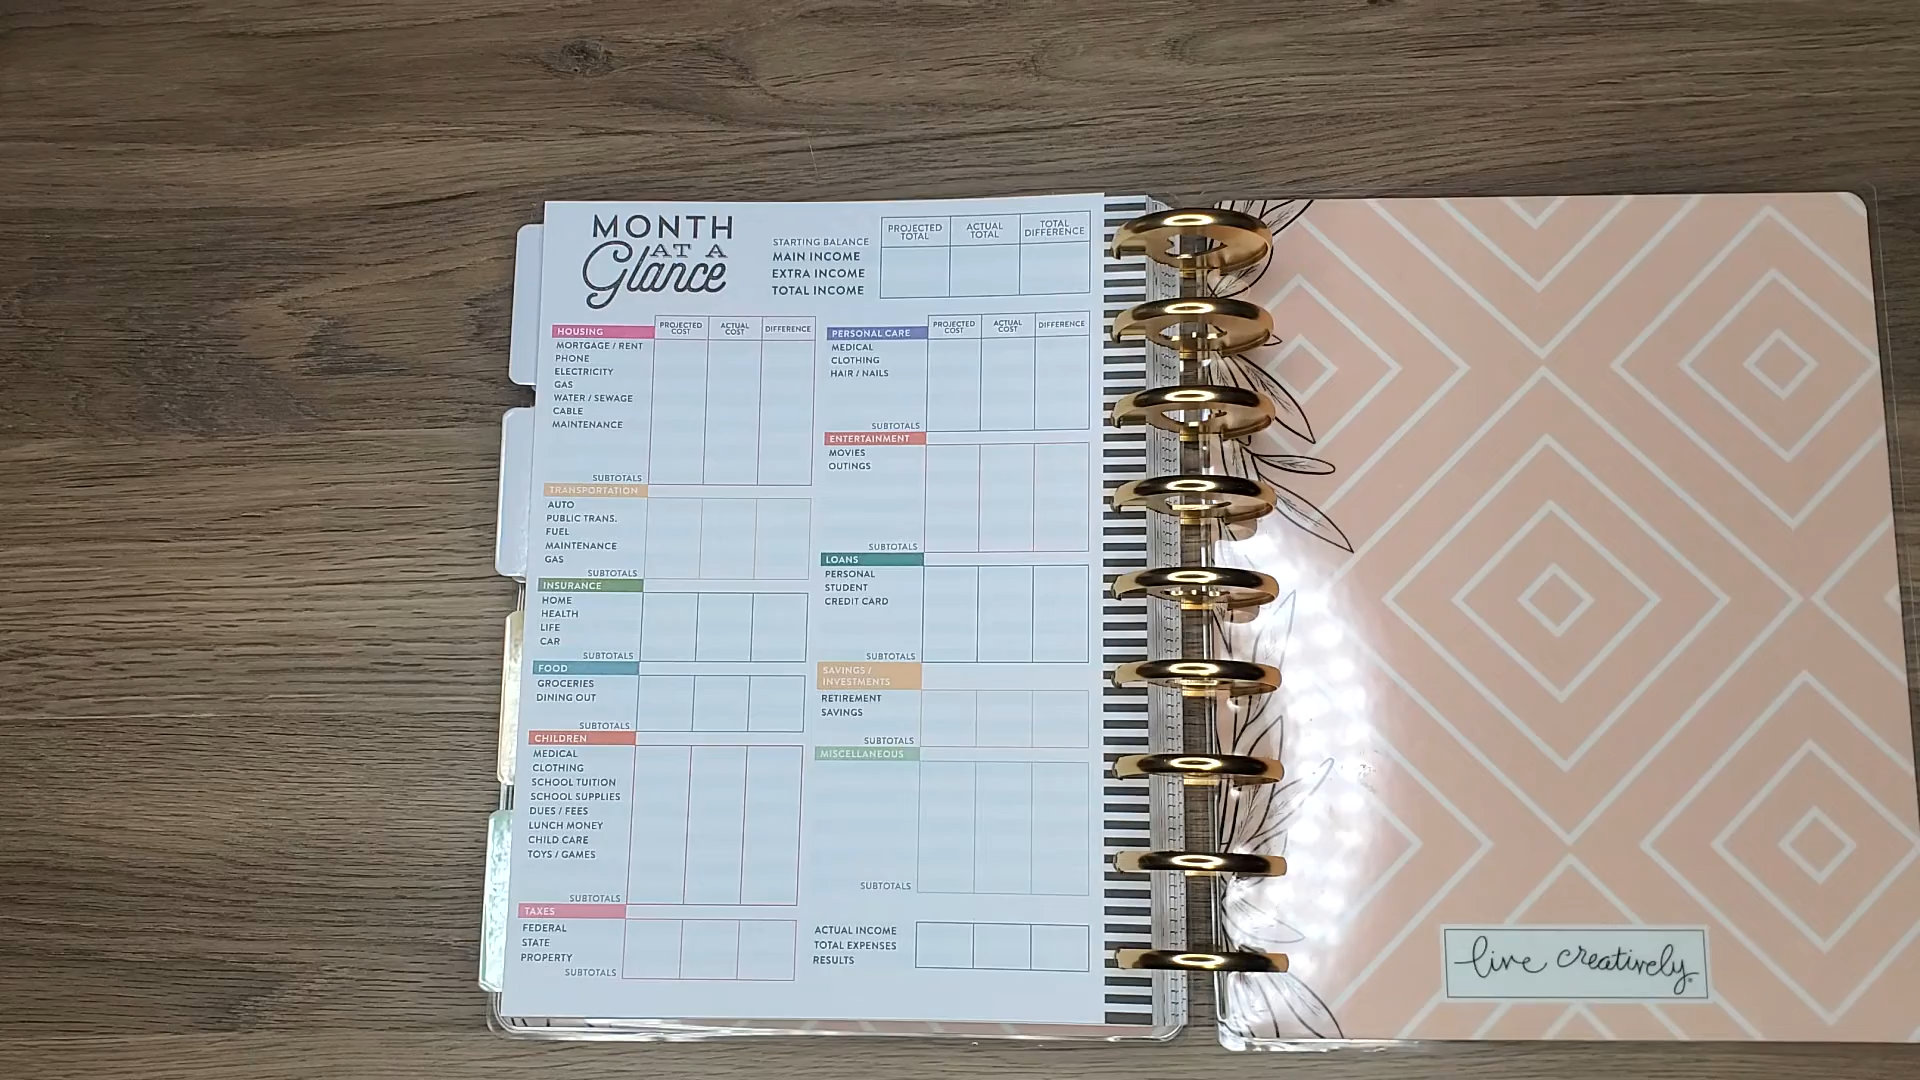 MONTH
AT A
Glance
PROJECTED TOTAL
ACTUAL TOTAL
TOTAL DIFFERENCE
STARTING BALANCE
MAIN INCOME
EXTRA INCOME
TOTAL INCOME
HOUSING
PROJECTED COST
ACTUAL COST
DIFFERENCE
MORTGAGE / RENT
PHONE
ELECTRICITY
GAS
WATER / SEWAGE
CABLE
MAINTENANCE
SUBTOTALS
TRANSPORTATION
AUTO
PUBLIC TRANS.
FUEL
MAINTENANCE
GAS
SUBTOTALS
INSURANCE
HOME
HEALTH
LIFE
CAR
SUBTOTALS
FOOD
GROCERIES
DINING OUT
SUBTOTALS
CHILDREN
MEDICAL
CLOTHING
SCHOOL TUITION
SCHOOL SUPPLIES
DUES / FEES
LUNCH MONEY
CHILD CARE
TOYS / GAMES
SUBTOTALS
TAXES
FEDERAL
STATE
PROPERTY
SUBTOTALS
PERSONAL CARE
PROJECTED COST
ACTUAL COST
DIFFERENCE
MEDICAL
CLOTHING
HAIR / NAILS
SUBTOTALS
ENTERTAINMENT
MOVIES
OUTINGS
SUBTOTALS
LOANS
PERSONAL
STUDENT
CREDIT CARD
SUBTOTALS
SAVINGS /
INVESTMENTS
RETIREMENT
SAVINGS
SUBTOTALS
MISCELLANEOUS
SUBTOTALS
ACTUAL INCOME
TOTAL EXPENSES
RESULTS
live creatively®